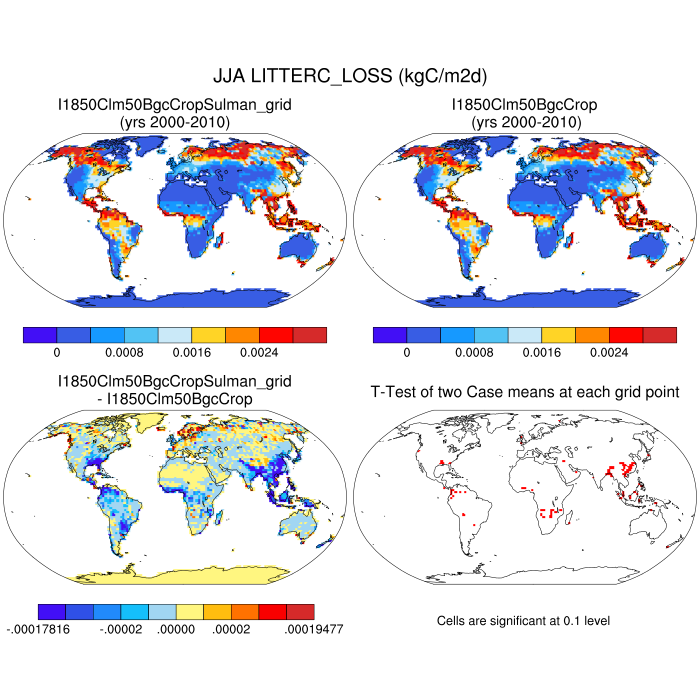 JJA LITTERC_LOSS (kgC/m2d)
I1850Clm50BgcCropSulman_grid
(yrs 2000-2010)
I1850Clm50BgcCrop
(yrs 2000-2010)
0 0.0008 0.0016 0.0024
0 0.0008 0.0016 0.0024
I1850Clm50BgcCropSulman_grid
- I1850Clm50BgcCrop
T-Test of two Case means at each grid point
-.00017816 -.00002 .00000 .00002 .00019477
Cells are significant at 0.1 level